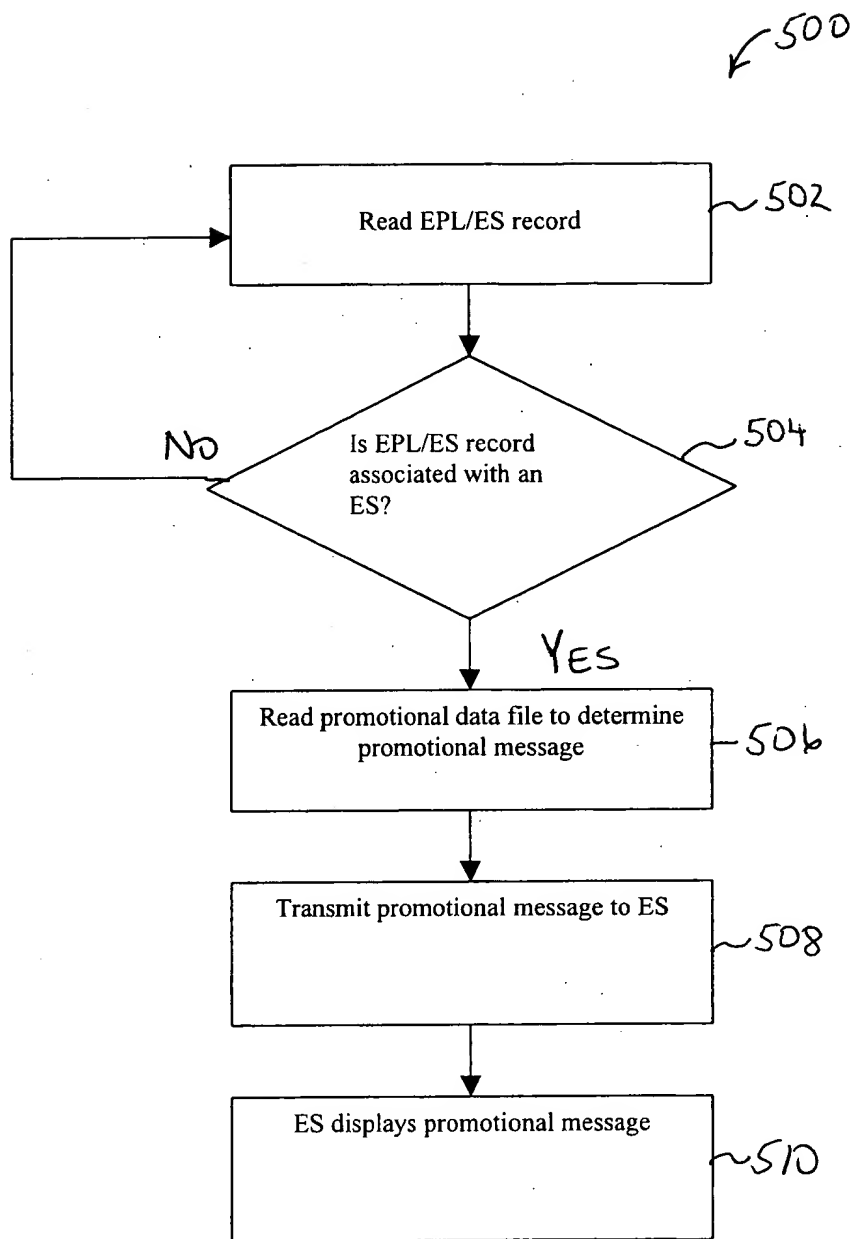 500
Read EPL/ES record
502
Is EPL/ES record
associated with an
ES?
504
NO
YES
Read promotional data file to determine
promotional message
506
Transmit promotional message to ES
508
ES displays promotional message
510